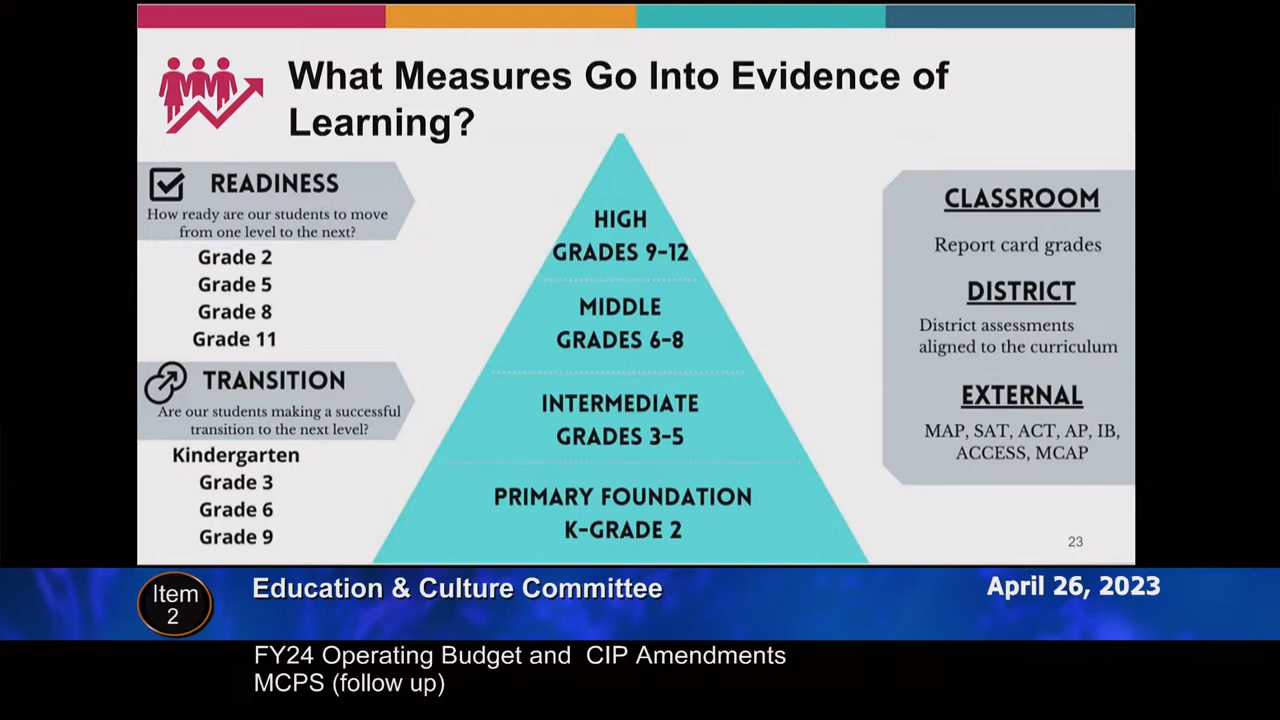 What Measures Go Into Evidence of
Learning?
READINESS
How ready are our students to move
from one level to the next?
Grade 2
Grade 5
Grade 8
Grade 11
TRANSITION
Are our students making a successful
transition to the next level?
Kindergarten
Grade 3
Grade 6
Grade 9
HIGH
GRADES 9-12
MIDDLE
GRADES 6-8
INTERMEDIATE
GRADES 3-5
PRIMARY FOUNDATION
K-GRADE 2
CLASSROOM
Report card grades
DISTRICT
District assessments
aligned to the curriculum
EXTERNAL
MAP, SAT, ACT, AP, IB,
ACCESS, MCAP
23
Item
2
Education & Culture Committee
April 26, 2023
FY24 Operating Budget and CIP Amendments
MCPS (follow up)